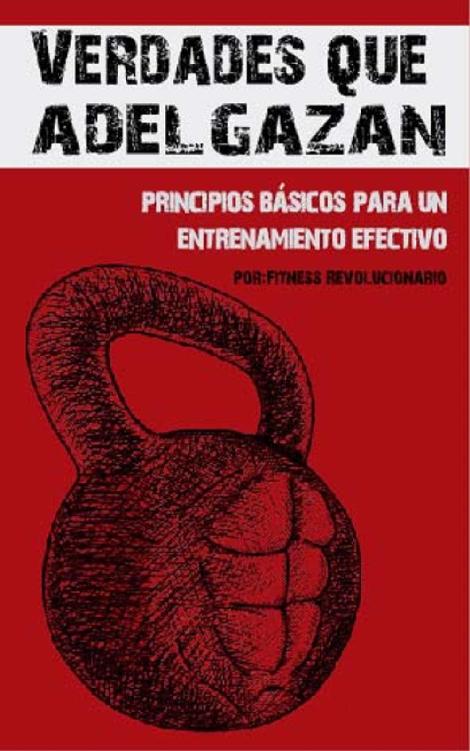 VERDADES QUE
ADELGAZAN
PRINCIPIOS BÁSICOS PARA UN
ENTRENAMIENTO EFECTIVO
POR:FITNESS REVOLUCIONARIO